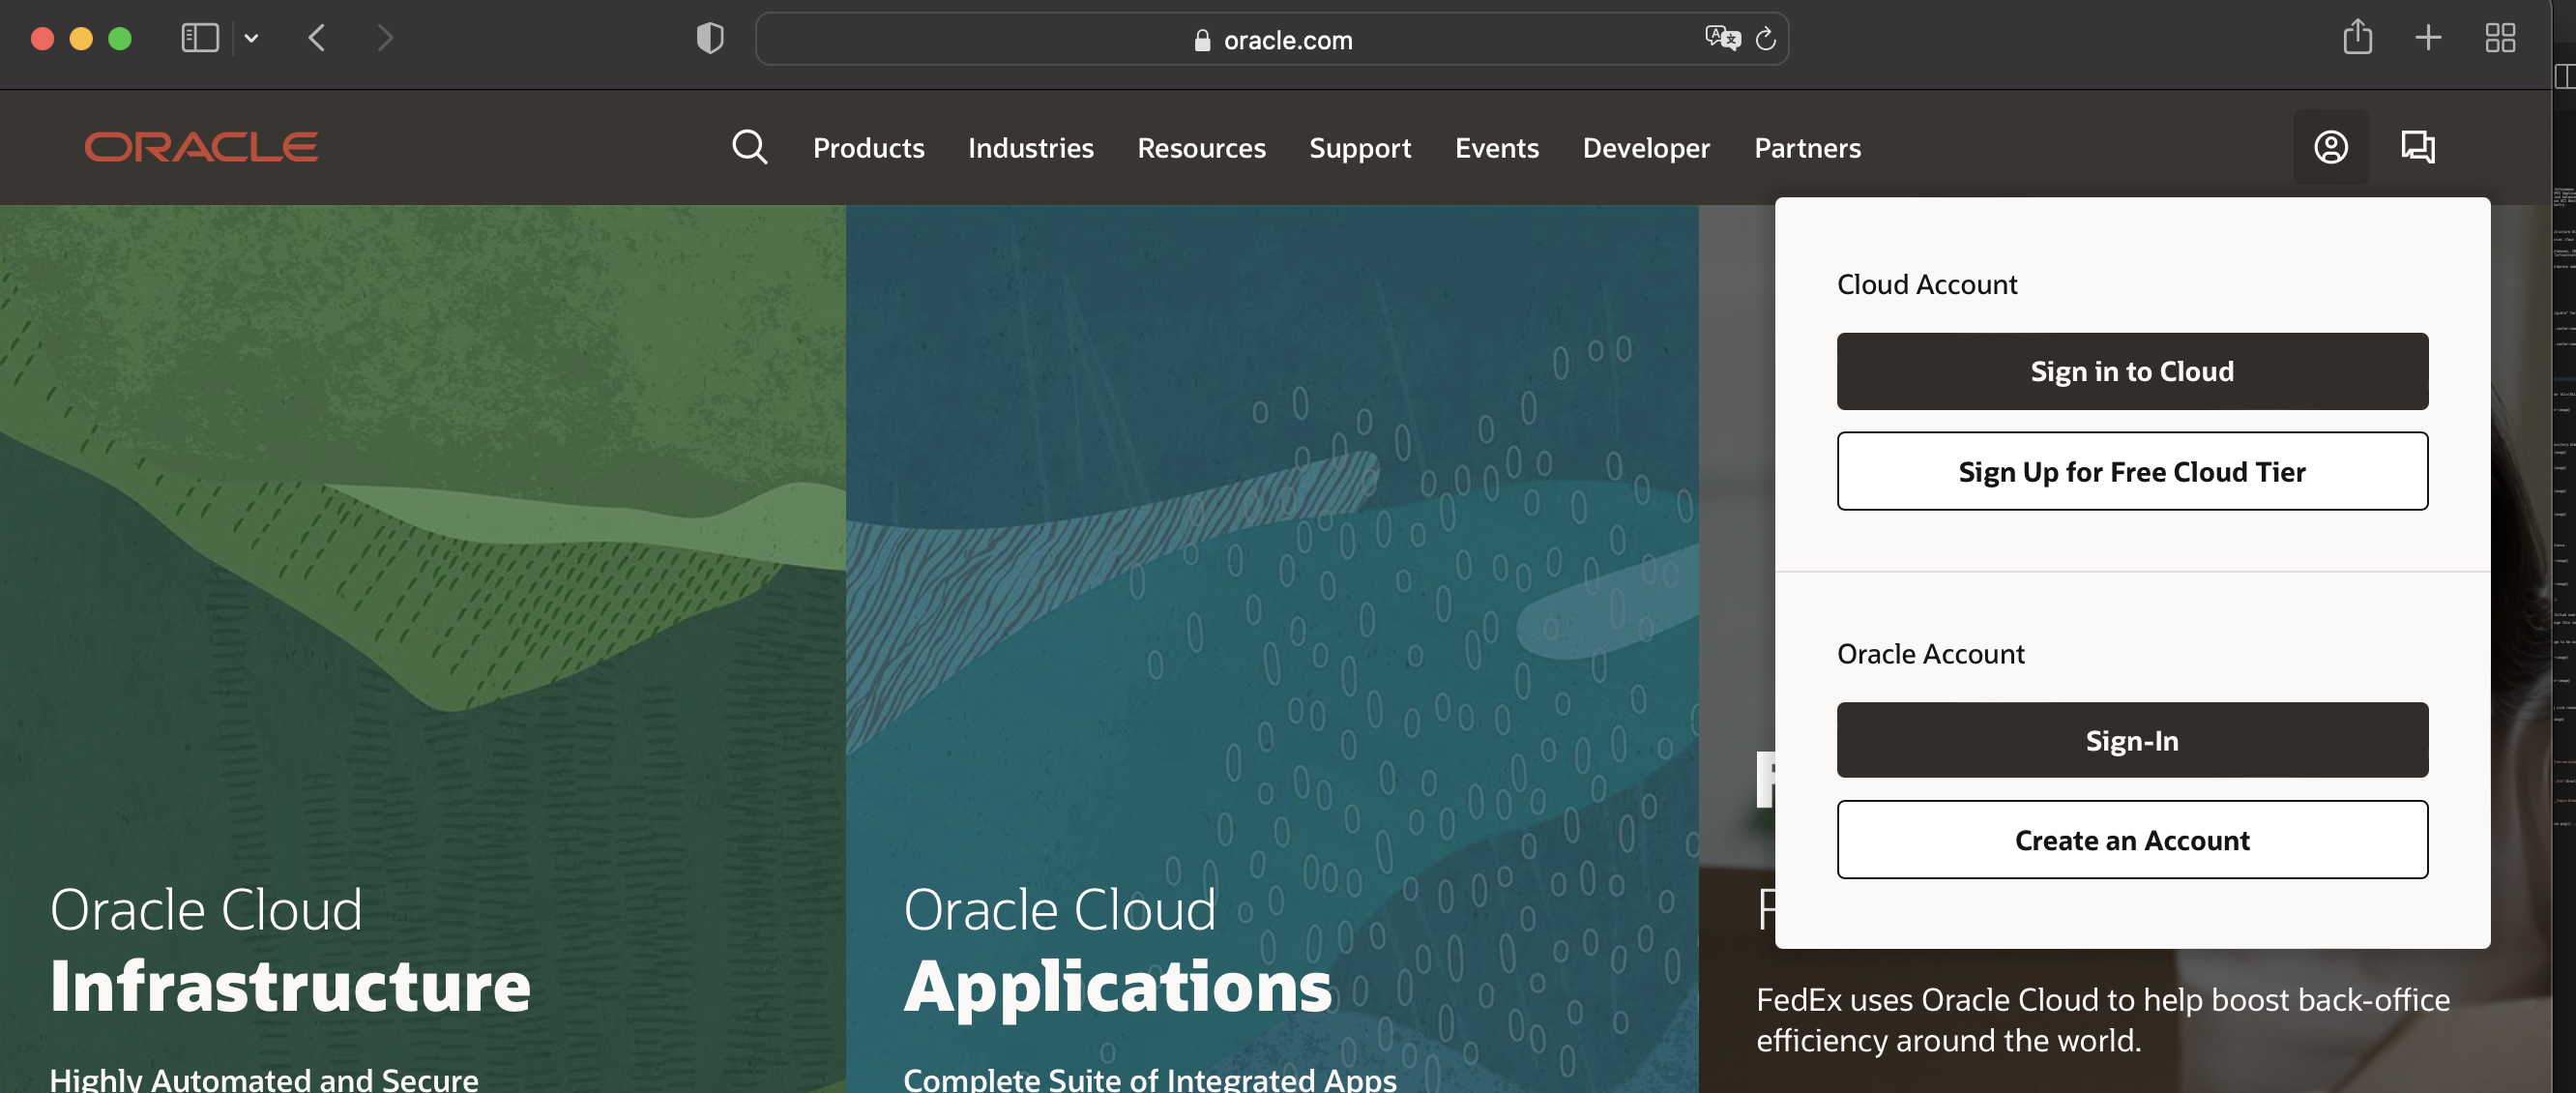 oracle.com
ORACLE
Products Industries Resources Support Events Developer Partners
Cloud Account
Sign in to Cloud
Sign Up for Free Cloud Tier
Oracle Account
Sign-In
Create an Account
Oracle Cloud
Infrastructure
Highly Automated and Secure
Oracle Cloud
Applications
Complete Suite of Integrated Apps
FedEx uses Oracle Cloud to help boost back-office
efficiency around the world.